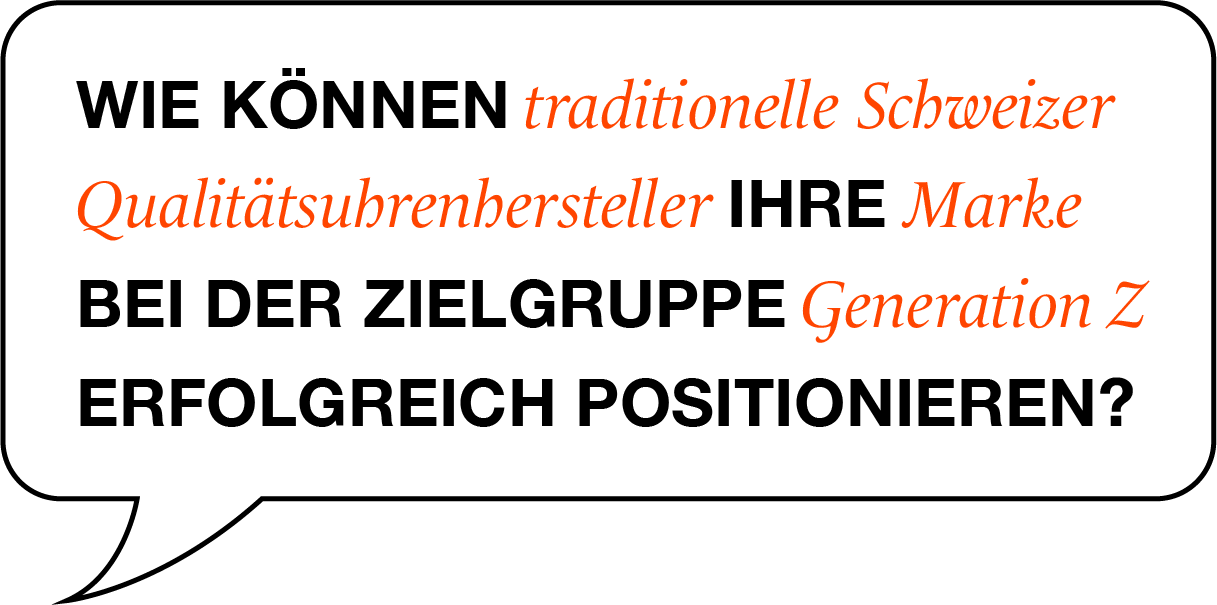 WIE KÖNNEN traditionelle Schweizer
Qualitätsuhrenhersteller IHRE Marke
BEI DER ZIELGRUPPE Generation Z
ERFOLGREICH POSITIONIEREN?